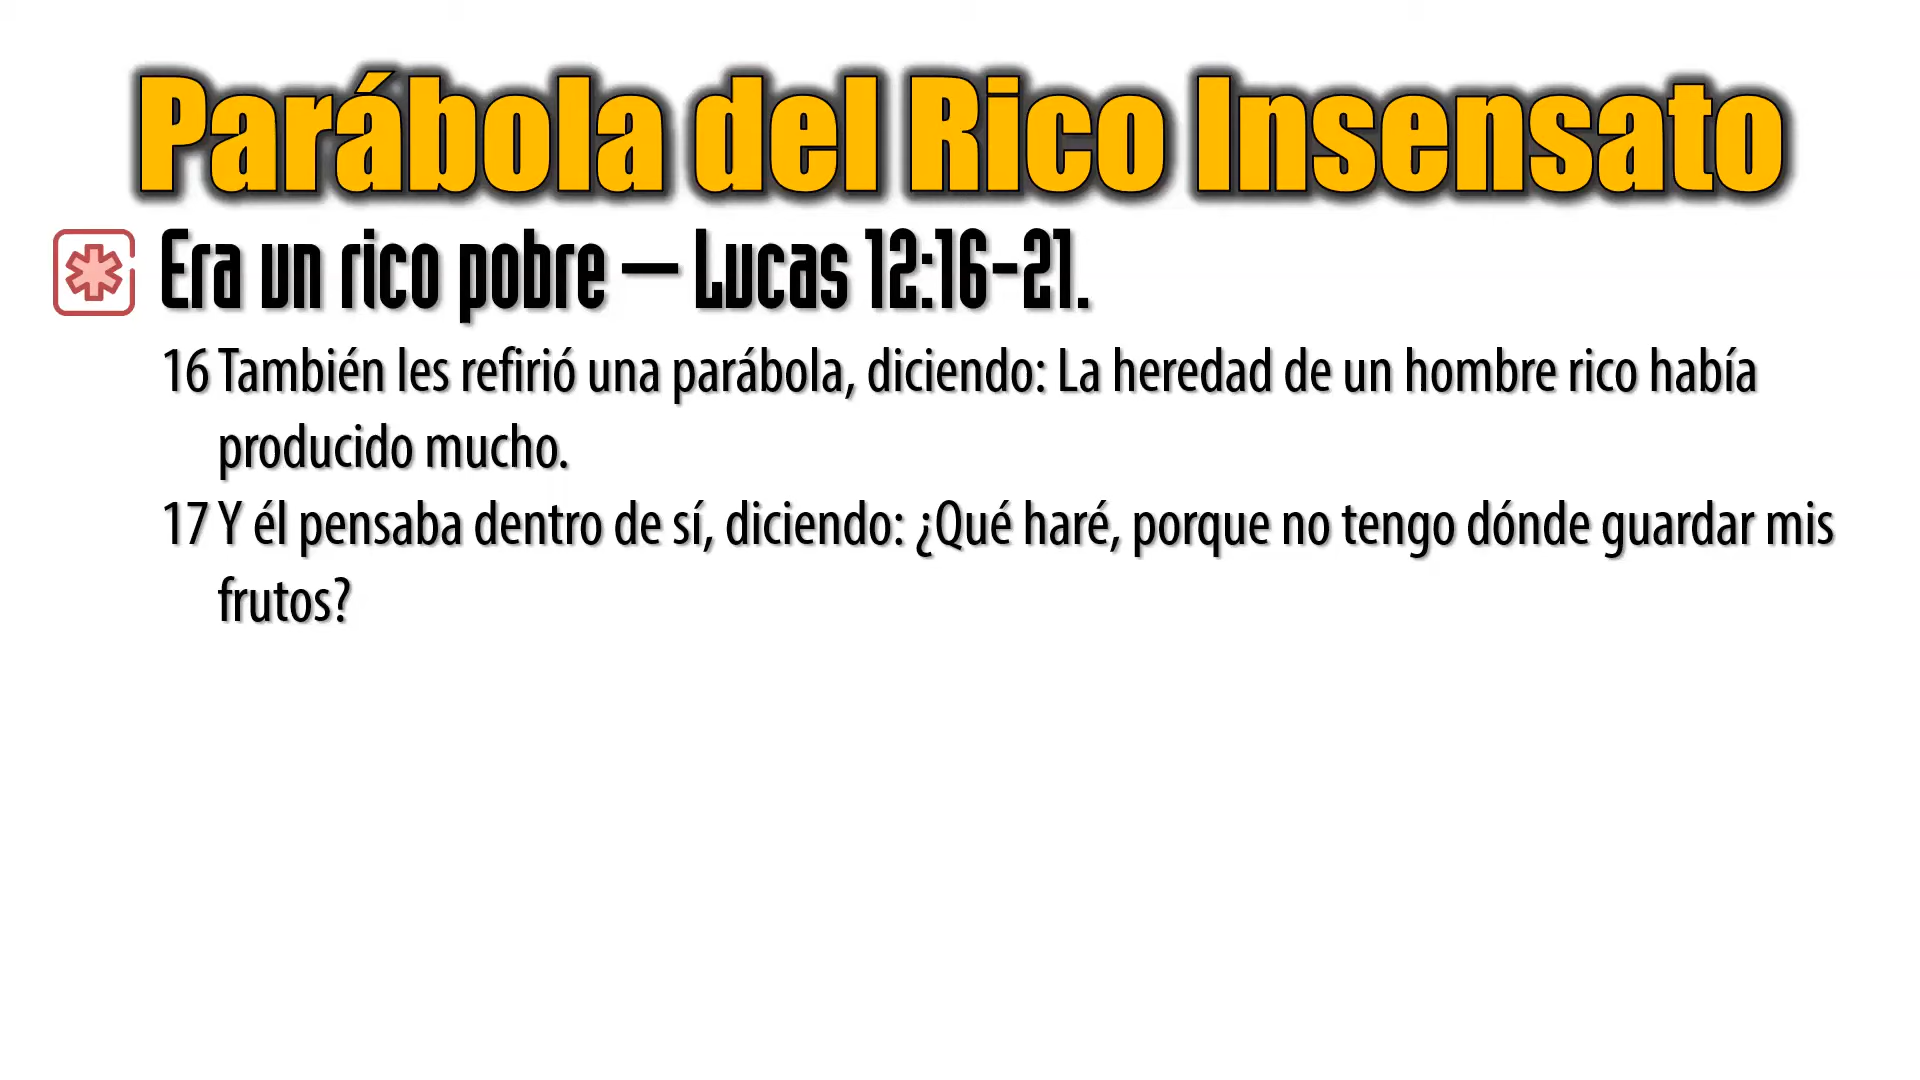 Parábola del Rico Insensato
Era un rico pobre – Lucas 12:16-21.
16 También les refirió una parábola, diciendo: La heredad de un hombre rico había
producido mucho.
17 Y él pensaba dentro de sí, diciendo: ¿Qué haré, porque no tengo dónde guardar mis
frutos?